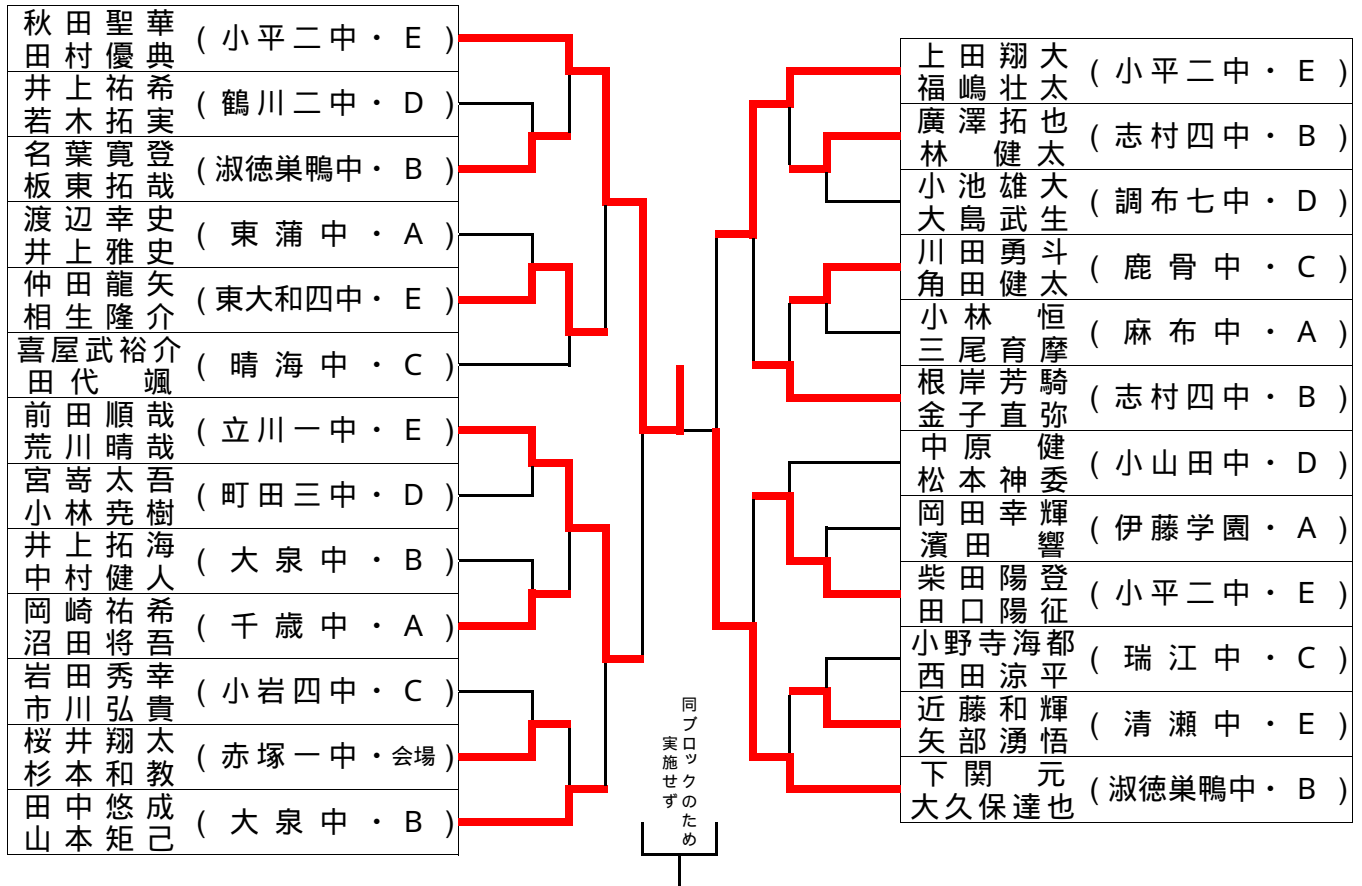 秋田聖華
田村優典
(小平二中・E)
井上祐希
若木拓実
(鶴川二中・D)
名葉寛登
板東拓哉
(淑徳巣鴨中・B)
渡辺幸史
井上雅史
(東蒲中・A)
仲田龍矢
相生隆介
(東大和四中・E)
喜屋武裕介
田代 颯
(晴海中・C)
前田順哉
荒川晴哉
(立川一中・E)
宮嵜太吾
小林尭樹
(町田三中・D)
井上拓海
中村健人
(大泉中・B)
岡崎祐希
沼田将吾
(千歳中・A)
岩田秀幸
市川弘貴
(小岩四中・C)
桜井翔太
杉本和教
(赤塚一中・会場)
田中悠成
山本矩己
(大泉中・B)
同ブロックのため
実施せず
上田翔大
福嶋壮太
(小平二中・E)
廣澤拓也
林 健太
(志村四中・B)
小池雄大
大島武生
(調布七中・D)
川田勇斗
角田健太
(鹿骨中・C)
小林 恒
三尾育摩
(麻布中・A)
根岸芳騎
金子直弥
(志村四中・B)
中原 健
松本神委
(小山田中・D)
岡田幸輝
濱田 響
(伊藤学園・A)
柴田陽登
田口陽征
(小平二中・E)
小野寺海都
西田涼平
(瑞江中・C)
近藤和輝
矢部湧悟
(清瀬中・E)
下関 元
大久保達也
(淑徳巣鴨中・B)